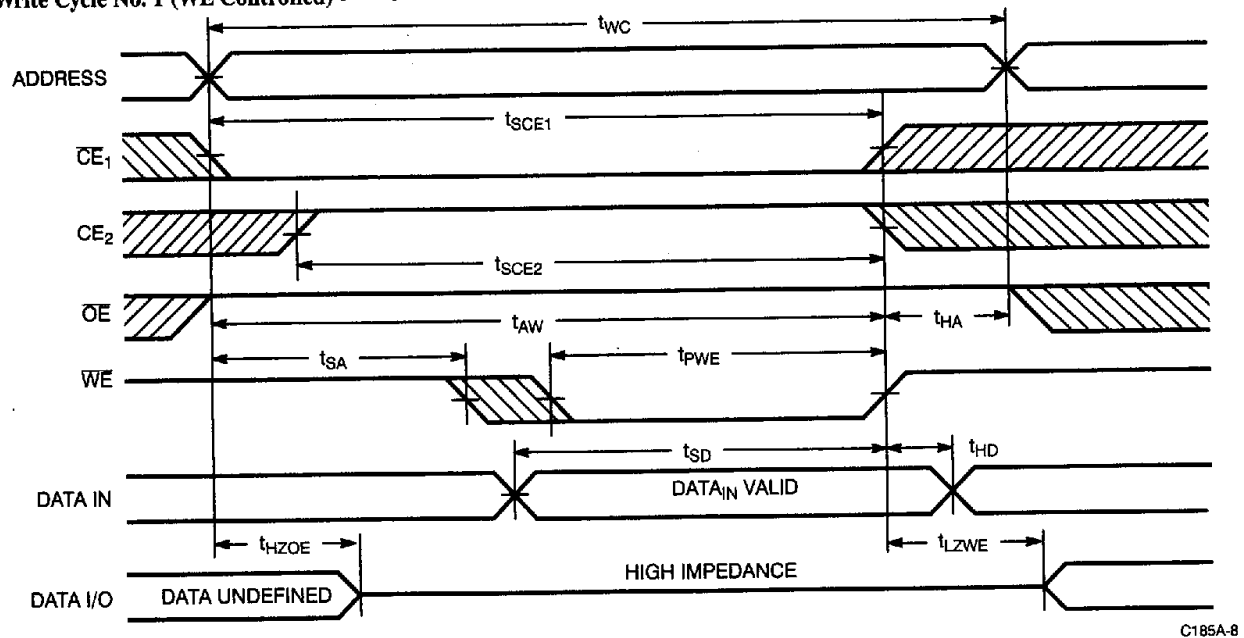 Write Cycle No. 1 (WE Controlled)
tWC
ADDRESS
tSCE1
CE1
CE2
tSCE2
OE
tAW
tHA
tSA
tPWE
WE
tSD
tHD
DATA IN
DATAIN VALID
tHZOE
tLZWE
HIGH IMPEDANCE
DATA I/O
DATA UNDEFINED
C185A-8